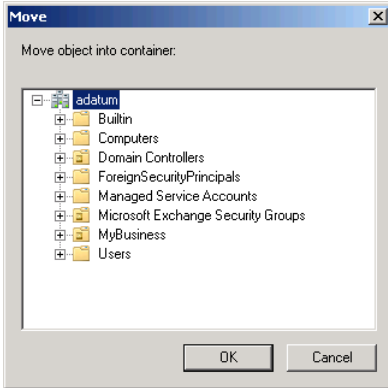 Move
Move object into container:
adatum
Builtin
Computers
Domain Controllers
ForeignSecurityPrincipals
Managed Service Accounts
Microsoft Exchange Security Groups
MyBusiness
Users
OK Cancel